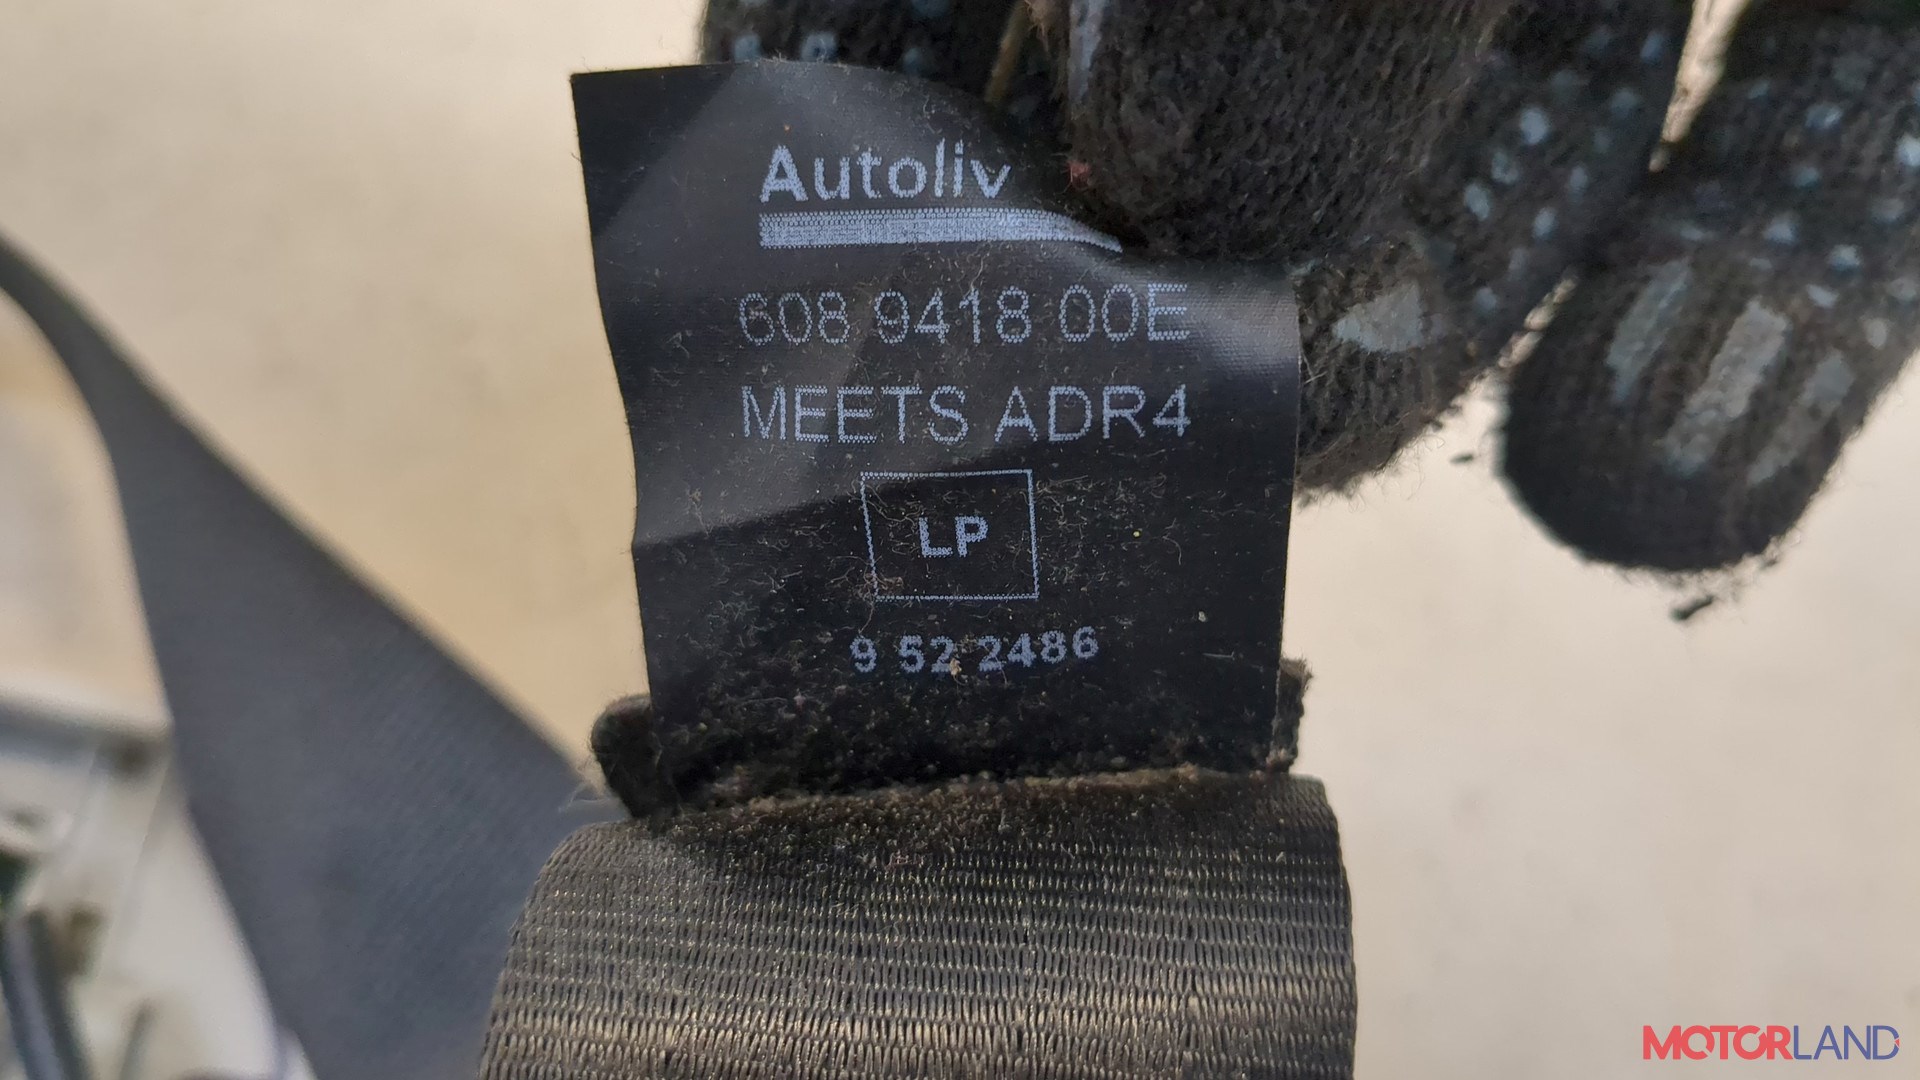 Autoliv
608 9418 00E
MEETS ADR4
LP
9 52 2486
MOTORLAND